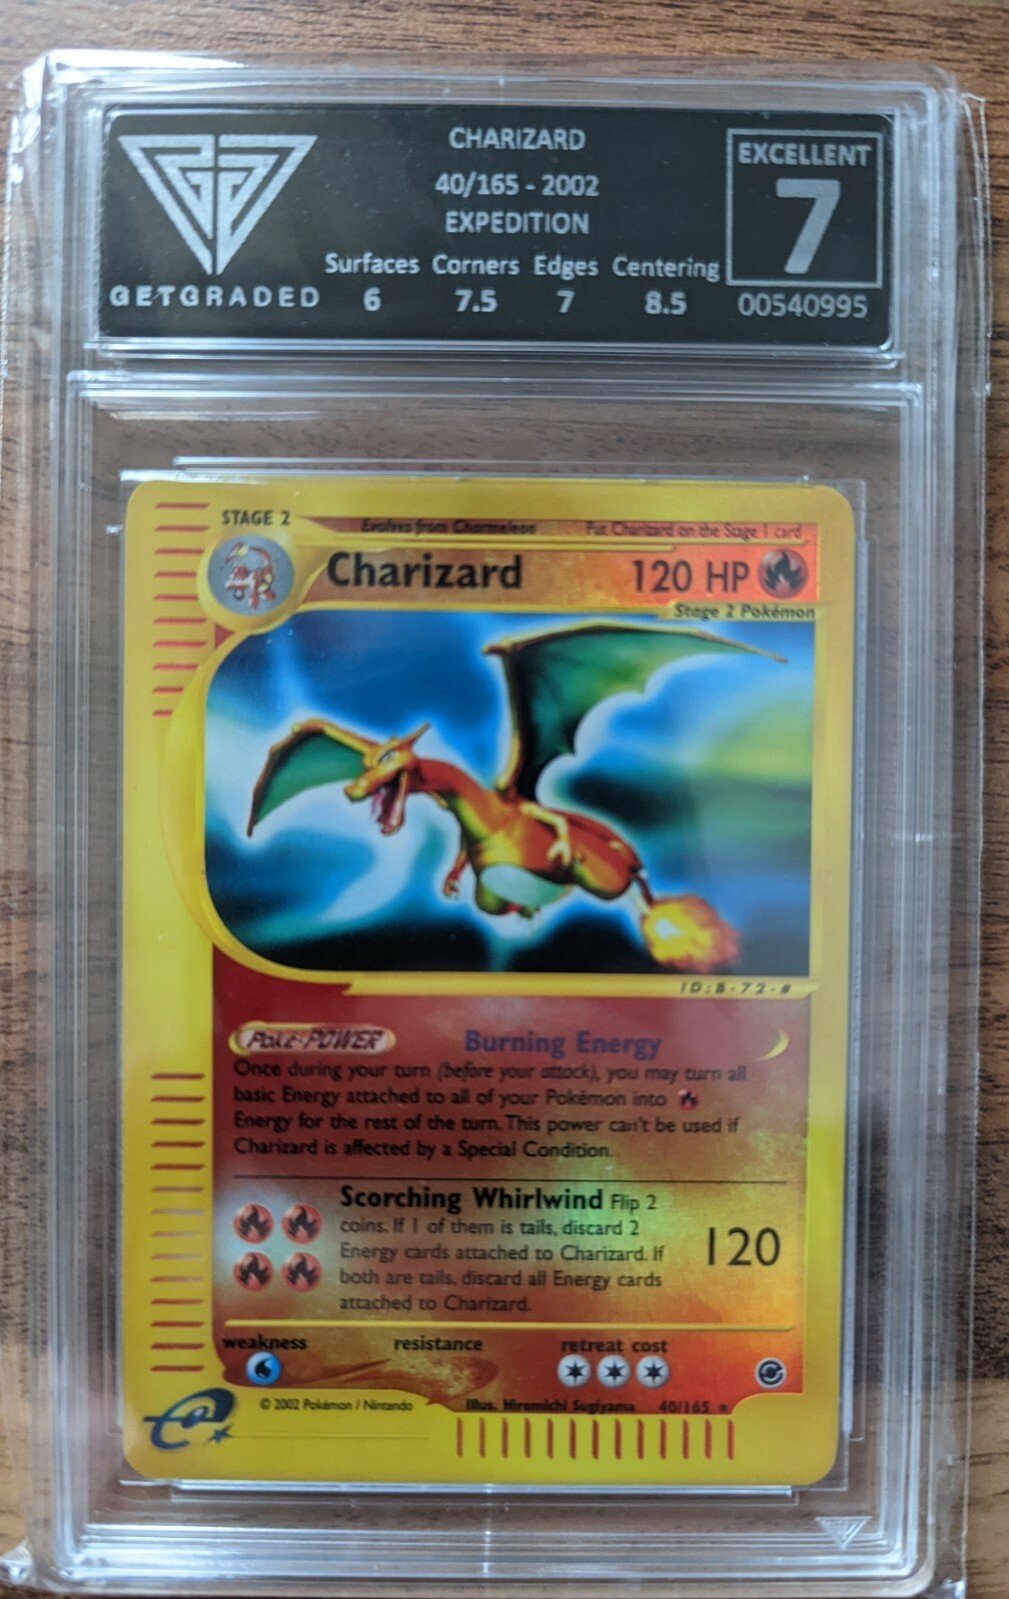 CHARIZARD
40/165 - 2002
EXPEDITION
Surfaces Corners Edges Centering
6 7.5 7 8.5
GETGRADED
EXCELLENT
7
00540995
STAGE 2
Evolves from Charmeleon
Put Charizard on the Stage 1 card
Charizard
120 HP
Stage 2 Pokémon
ID:B-72-#
Poké-POWER
Burning Energy
Once during your turn (before your attack), you may turn all
basic Energy attached to all of your Pokémon into
Energy for the rest of the turn. This power can't be used if
Charizard is affected by a Special Condition.
Scorching Whirlwind Flip 2
coins. If 1 of them is tails, discard 2
Energy cards attached to Charizard. If
both are tails, discard all Energy cards
attached to Charizard.
120
weakness resistance retreat cost
© 2002 Pokémon / Nintendo
Illus. Hiromichi Sugiyama 40/165 ★
e